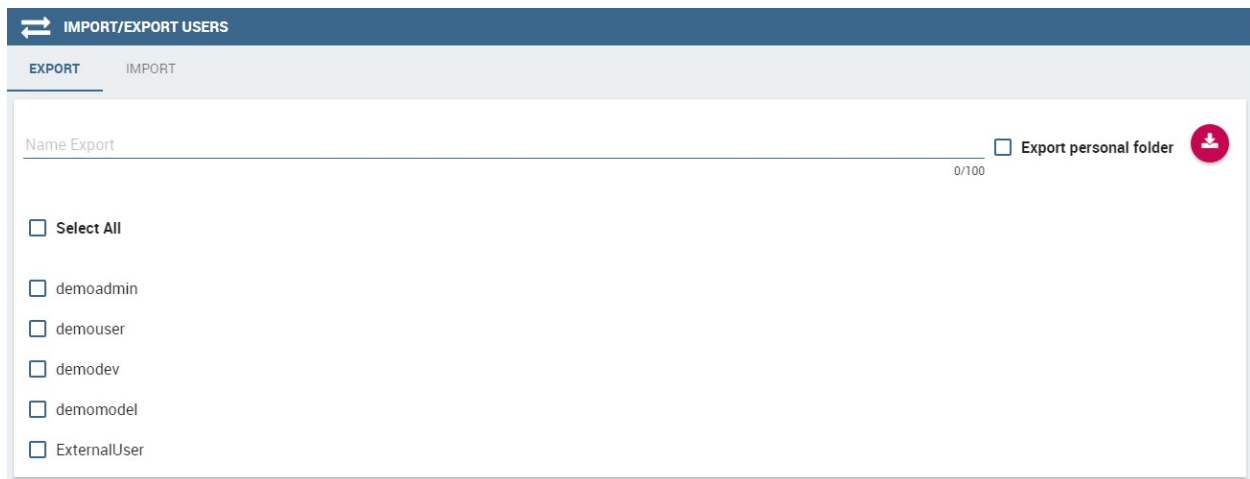 IMPORT/EXPORT USERS
EXPORT IMPORT
Name Export
Export personal folder
0/100
Select All
demoadmin
demouser
demodev
demomodel
ExternalUser